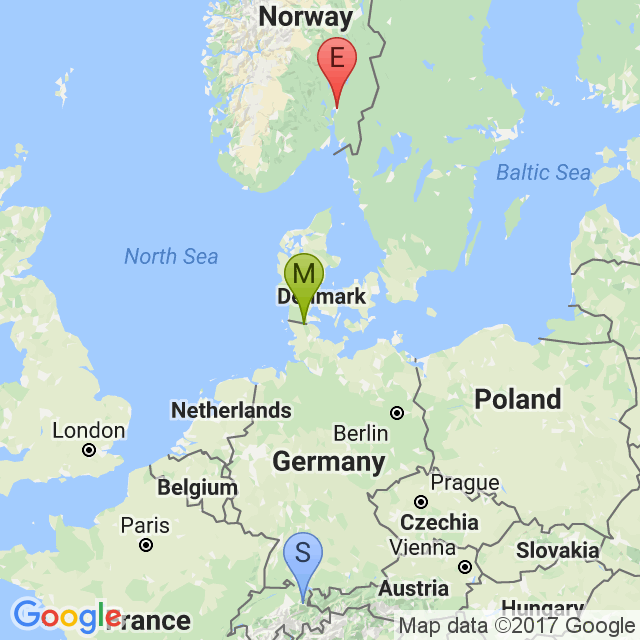 Norway
E
Baltic Sea
North Sea
M
Denmark
Netherlands
Poland
Berlin
London
Germany
Belgium
Prague
Paris
Czechia
S
Vienna
Slovakia
Austria
Hungary
Google
France
Map data ©2017 Google